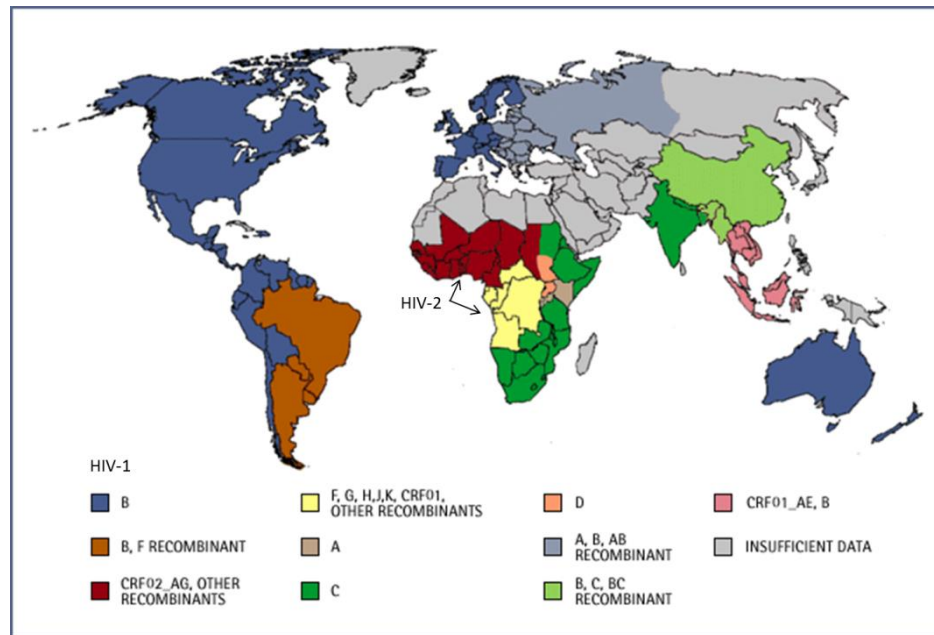 HIV-2
HIV-1
B
F, G, H,J,K, CRF01,
OTHER RECOMBINANTS
D
CRF01_AE, B
B, F RECOMBINANT
A
A, B, AB
RECOMBINANT
INSUFFICIENT DATA
CRF02_AG, OTHER
RECOMBINANTS
C
B, C, BC
RECOMBINANT